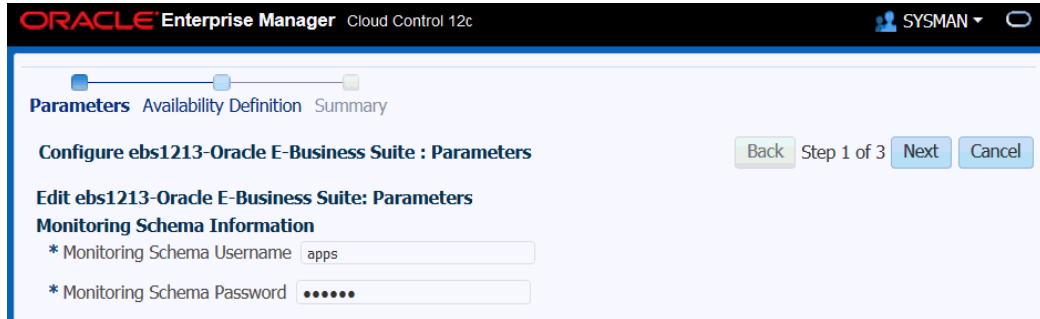 ORACLE Enterprise Manager Cloud Control 12c SYSMAN
Parameters Availability Definition Summary
Configure ebs1213-Oracle E-Business Suite : Parameters Back Step 1 of 3 Next Cancel
Edit ebs1213-Oracle E-Business Suite: Parameters
Monitoring Schema Information
* Monitoring Schema Username apps
* Monitoring Schema Password ••••••